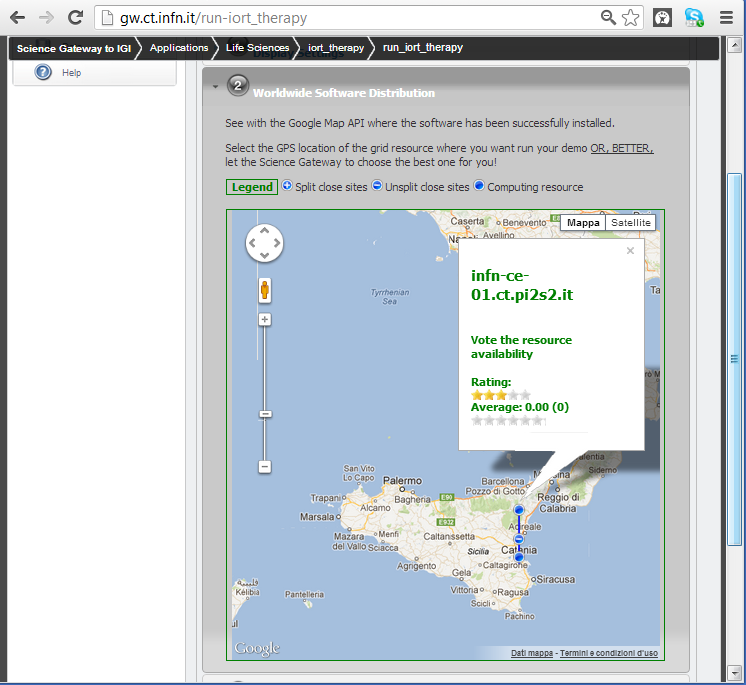 gw.ct.infn.it/run-iort_therapy
Science Gateway to IGI
Applications
Life Sciences
iort_therapy
run_iort_therapy
Help
2
Worldwide Software Distribution
See with the Google Map API where the software has been successfully installed.
Select the GPS location of the grid resource where you want run your demo OR, BETTER,
let the Science Gateway to choose the best one for you!
Legend
Split close sites
Unsplit close sites
Computing resource
Mappa
Satellite
Caserta
Benevento
Avellino
Tyrrhenian
Sea
infn-ce-
01.ct.pi2s2.it
Vote the resource
availability
Rating:
Average: 0.00 (0)
San Vito
Lo Capo
Palermo
Barcellona
Pozzo di Gotto
Siderno
Reggio di
Calabria
Trapani
Alcamo
Bagheria
E90
Marsala
E932
Mazara
del Vallo
Menfi
Sciacca
Caltanissetta
Sicilia
Acireale
Catania
Agrigento
Caltagirone
Gela
Siracusa
Vittoria
Ragusa
Scicli
Pachino
Pantelleria
قليبية
Kélibia
Google
Dati mappa - Termini e condizioni d'uso